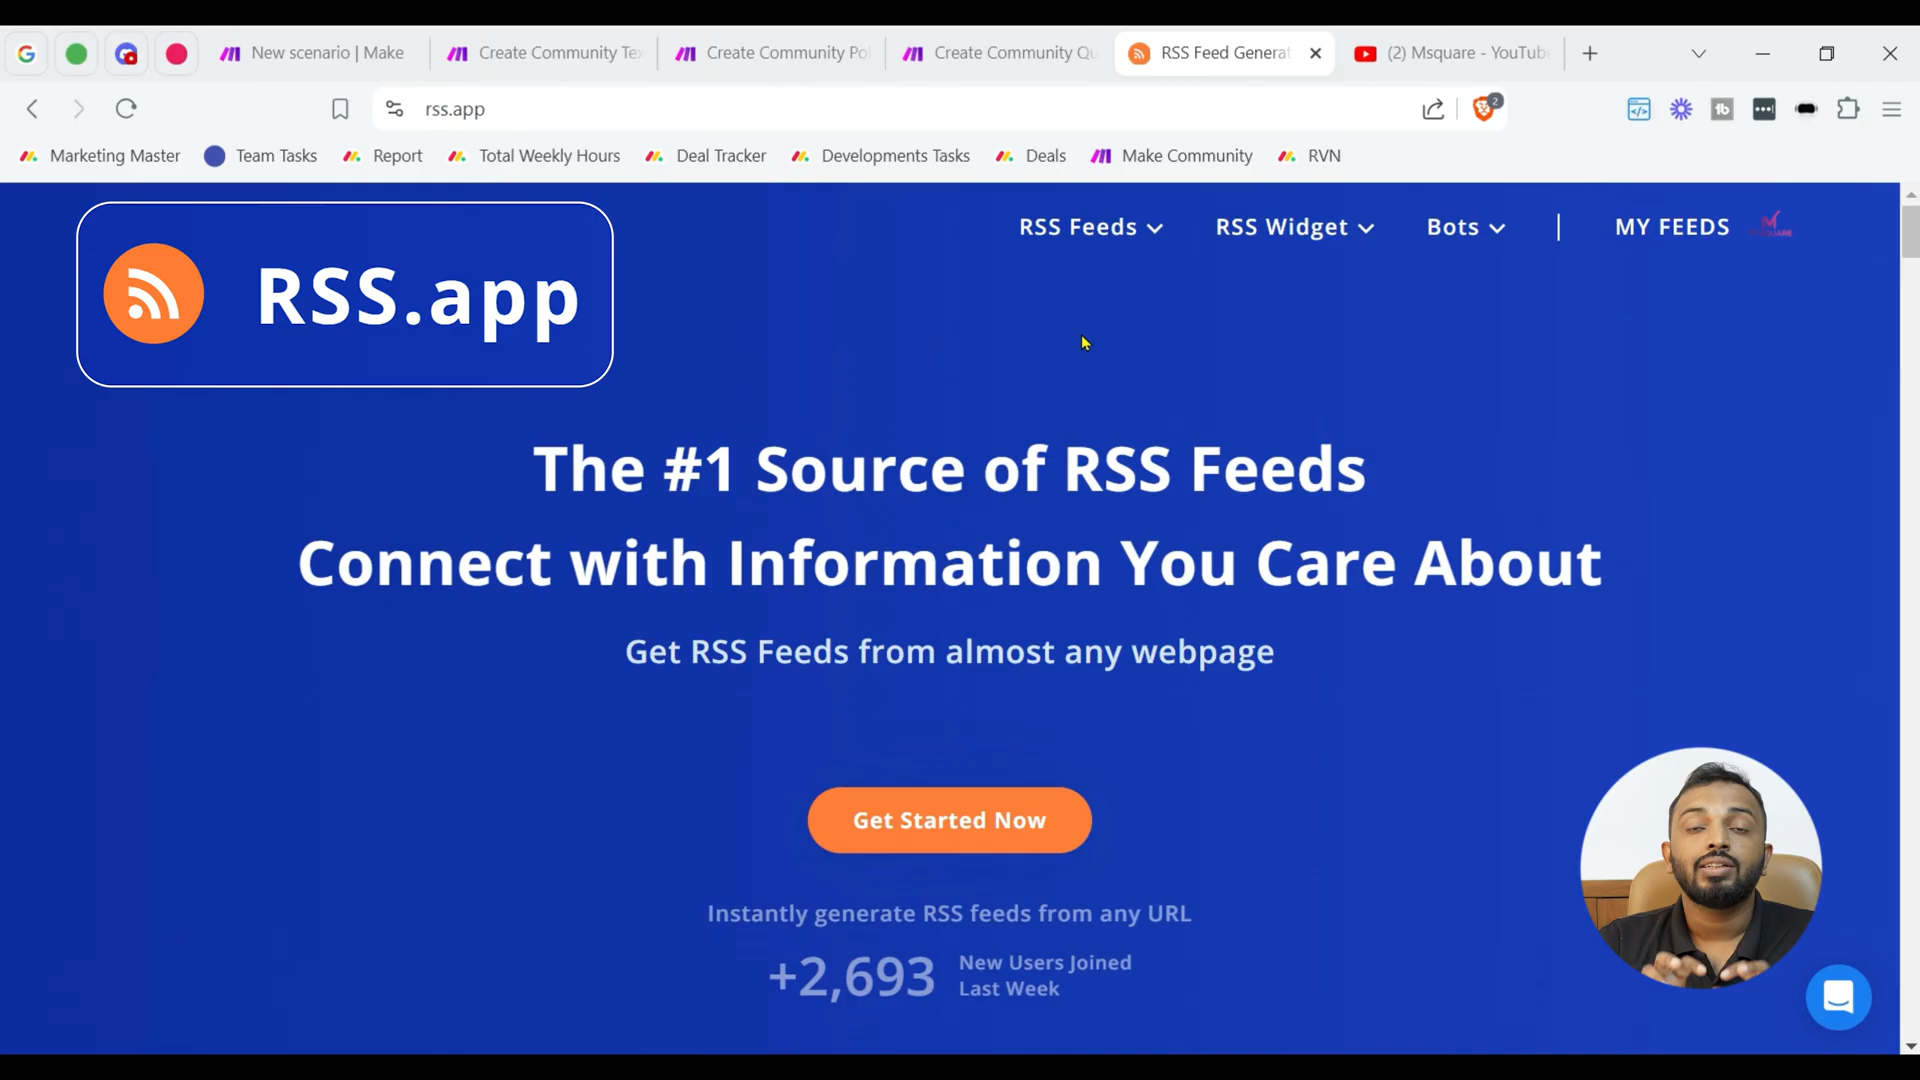 New scenario | Make
Create Community Tex
Create Community Pol
Create Community Qu
RSS Feed Generat
(2) Msquare - YouTube
rss.app
2
Marketing Master
Team Tasks
Report
Total Weekly Hours
Deal Tracker
Developments Tasks
Deals
Make Community
RVN
RSS.app
RSS Feeds
RSS Widget
Bots
MY FEEDS
The #1 Source of RSS Feeds
Connect with Information You Care About
Get RSS Feeds from almost any webpage
Get Started Now
Instantly generate RSS feeds from any URL
+2,693
New Users Joined
Last Week